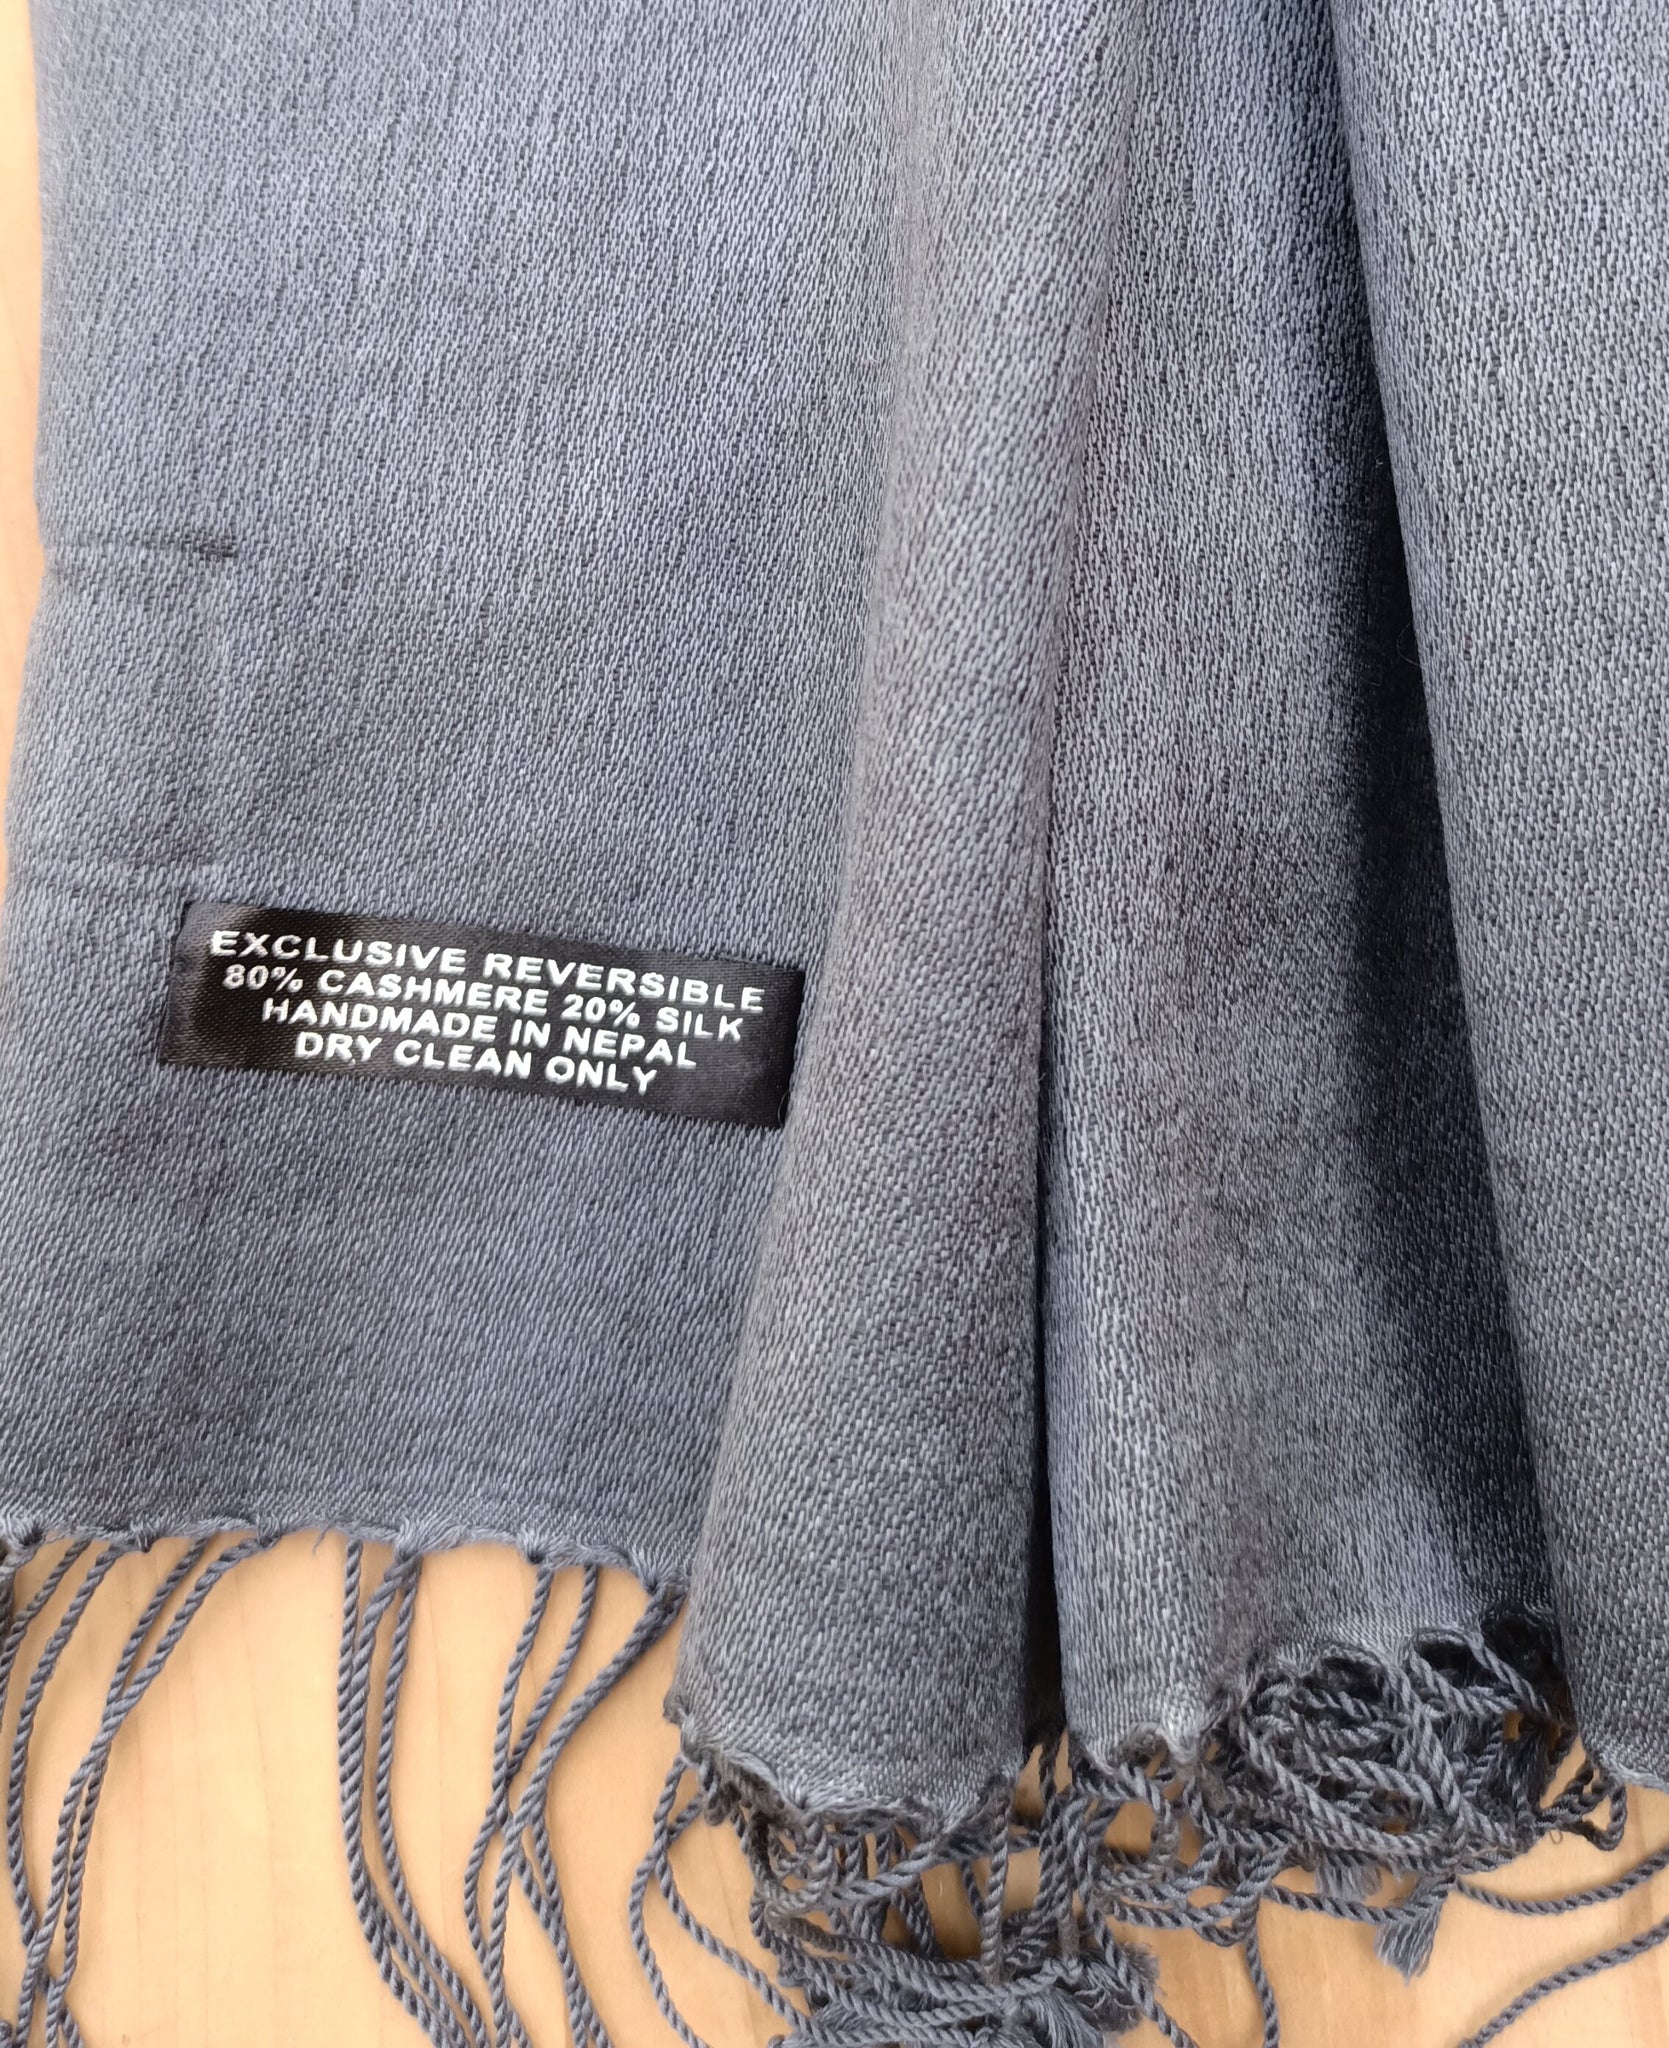 EXCLUSIVE REVERSIBLE
80% CASHMERE 20% SILK
HANDMADE IN NEPAL
DRY CLEAN ONLY